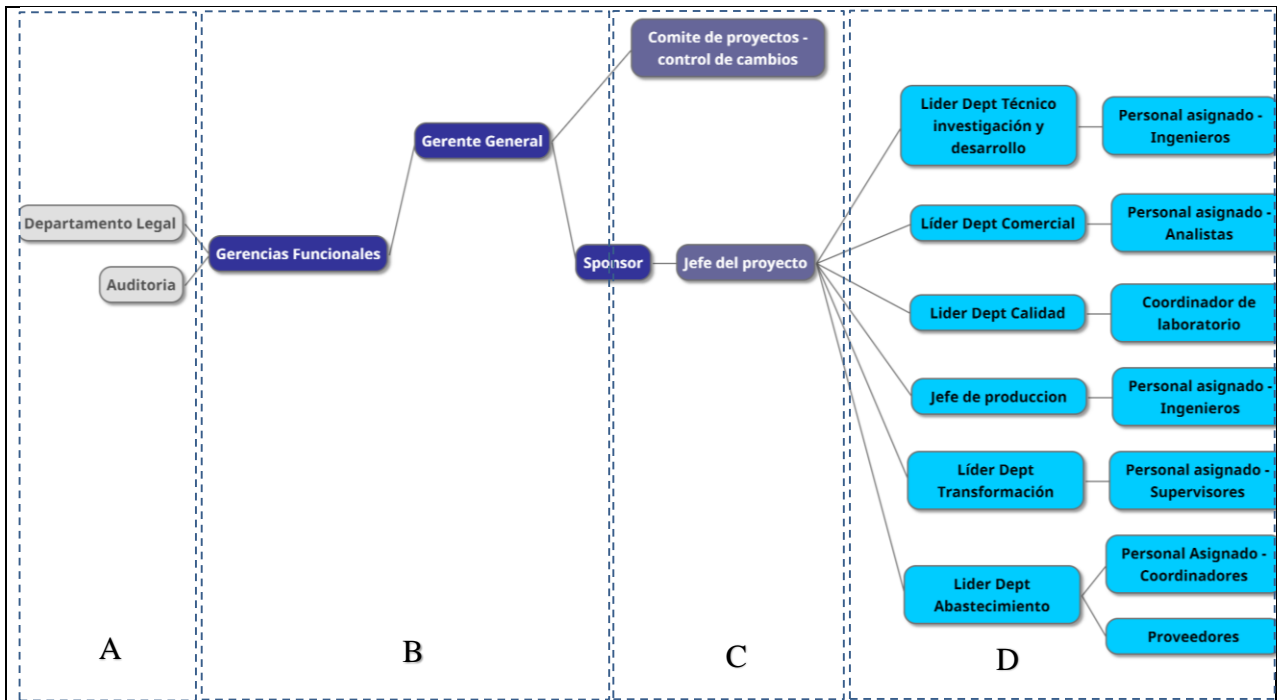 Comite de proyectos -
control de cambios
Gerente General
Departamento Legal
Auditoria
Gerencias Funcionales
Sponsor
Jefe del proyecto
Lider Dept Técnico
investigación y
desarrollo
Personal asignado -
Ingenieros
Líder Dept Comercial
Personal asignado -
Analistas
Lider Dept Calidad
Coordinador de
laboratorio
Jefe de produccion
Personal asignado -
Ingenieros
Líder Dept
Transformación
Personal asignado -
Supervisores
Lider Dept
Abastecimiento
Personal Asignado -
Coordinadores
Proveedores
A
B
C
D